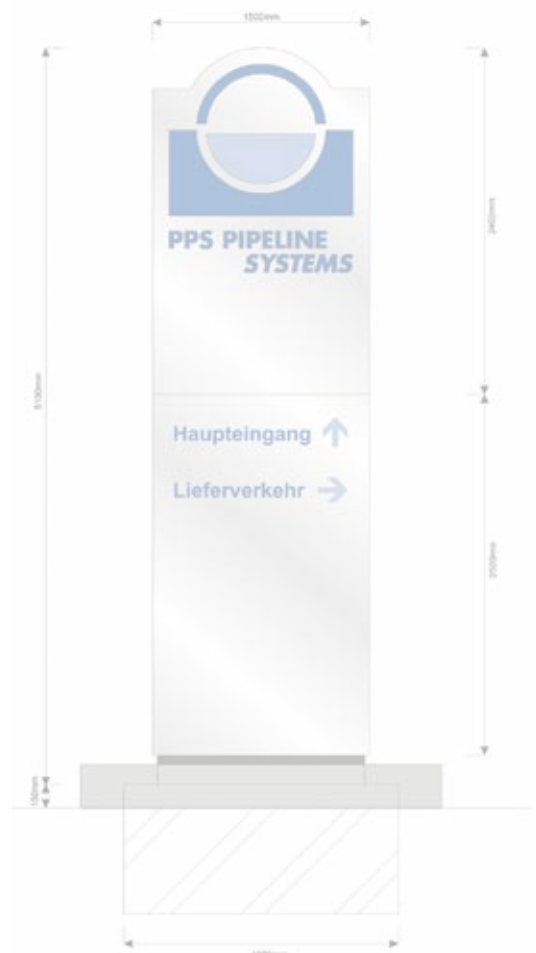 1500mm
2400mm
PPS PIPELINE
SYSTEMS
5100mm
Haupteingang
Lieferverkehr
2500mm
150mm